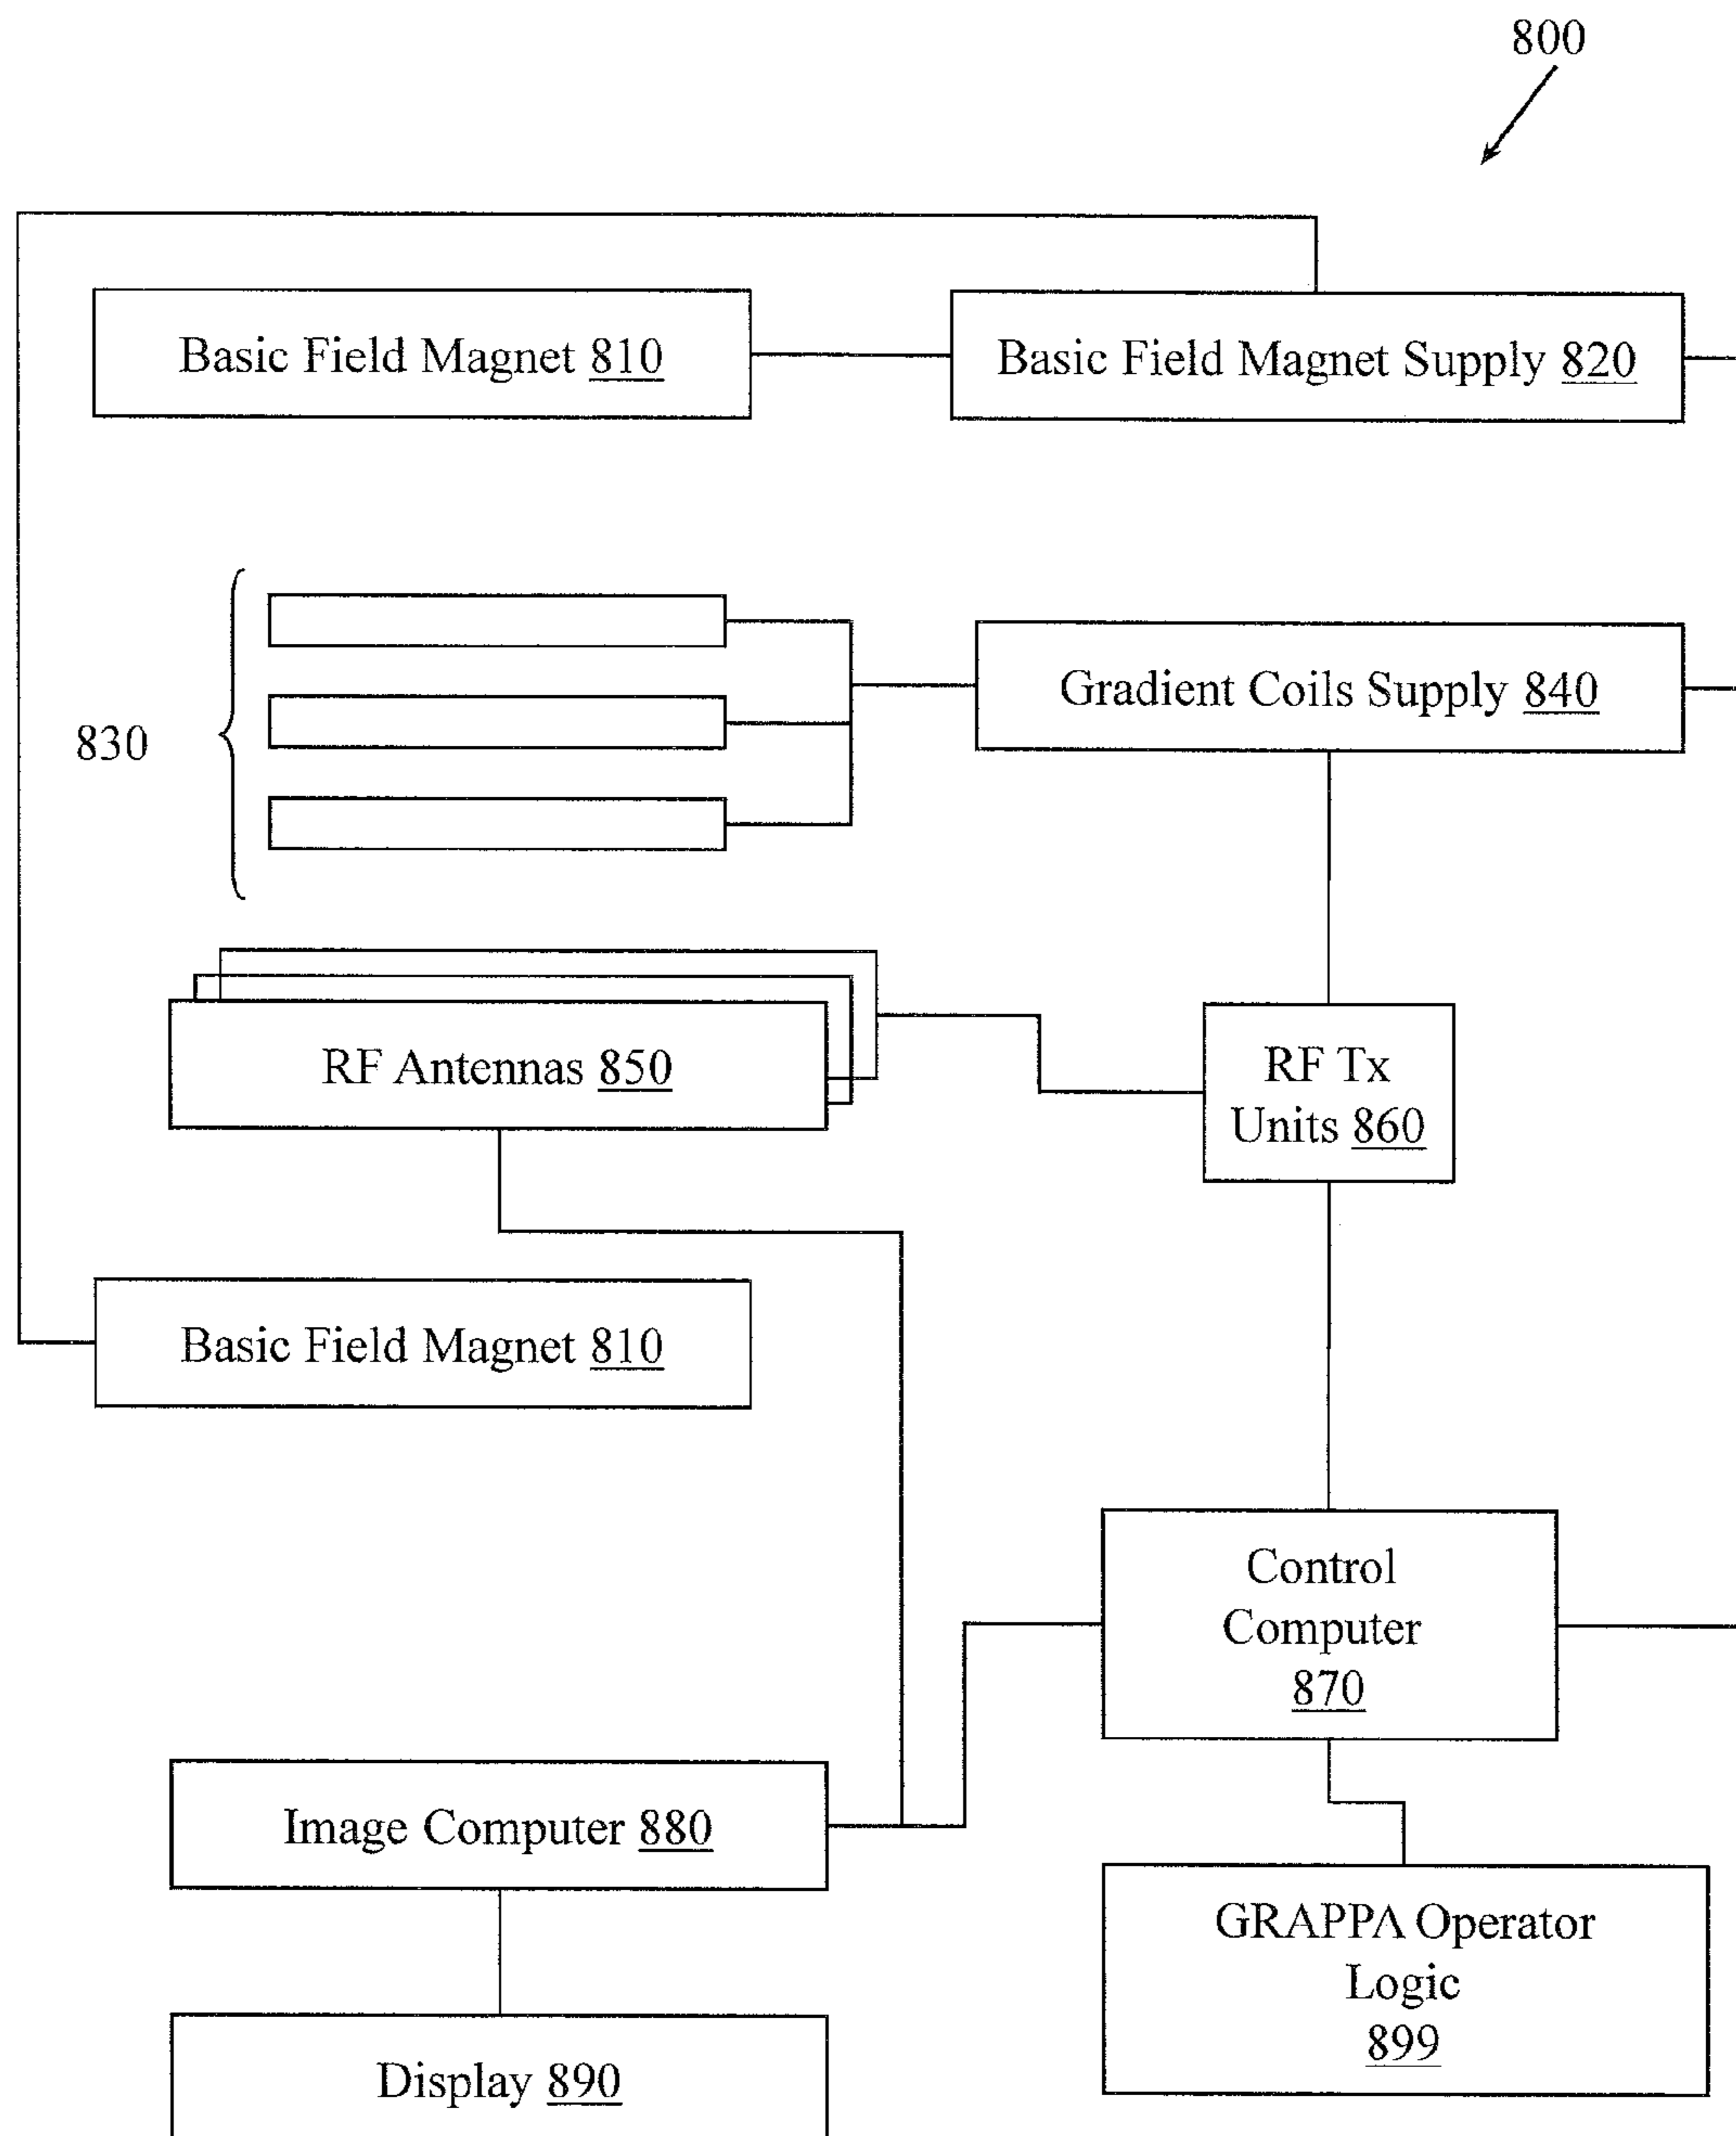 800
Basic Field Magnet 810
Basic Field Magnet Supply 820
830
Gradient Coils Supply 840
RF Antennas 850
RF Tx
Units 860
Basic Field Magnet 810
Control
Computer
870
Image Computer 880
GRAPPA Operator
Logic
899
Display 890